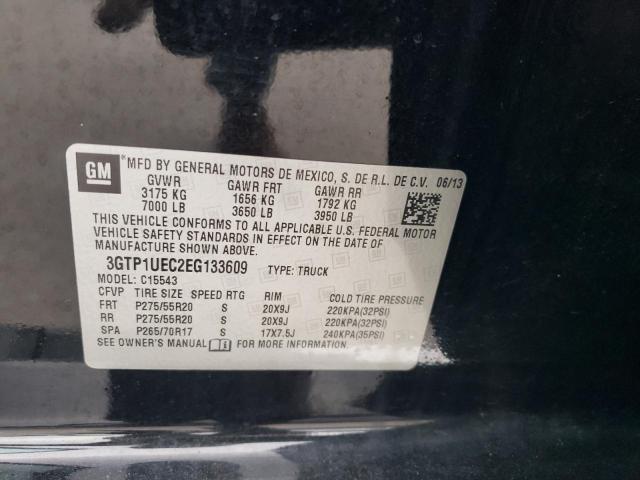 GM ® MFD BY GENERAL MOTORS DE MEXICO, S. DE R.L. DE C.V. 06/13
GVWR GAWR FRT GAWR RR
3175 KG 1656 KG 1792 KG
7000 LB 3650 LB 3950 LB
THIS VEHICLE CONFORMS TO ALL APPLICABLE U.S. FEDERAL MOTOR
VEHICLE SAFETY STANDARDS IN EFFECT ON THE DATE OF
MANUFACTURE SHOWN ABOVE.
3GTP1UEC2EG133609 TYPE: TRUCK
MODEL: C15543
CFVP TIRE SIZE SPEED RTG RIM COLD TIRE PRESSURE
FRT P275/55R20 S 20X9J 220KPA(32PSI)
RR P275/55R20 S 20X9J 220KPA(32PSI)
SPA P265/70R17 S 17X7.5J 240KPA(35PSI)
SEE OWNER'S MANUAL FOR MORE INFORMATION.